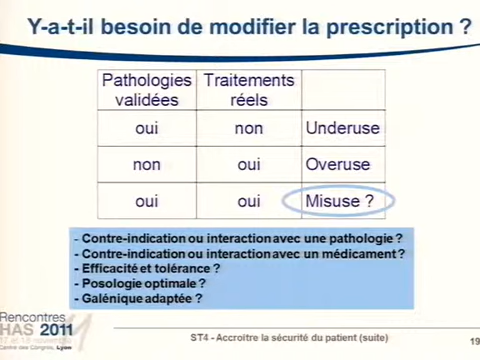 Y-a-t-il besoin de modifier la prescription ?
Pathologies validées Traitements réels
oui non Underuse
non oui Overuse
oui oui Misuse ?
- Contre-indication ou interaction avec une pathologie ?
- Contre-indication ou interaction avec un médicament ?
- Efficacité et tolérance ?
- Posologie optimale ?
- Galénique adaptée ?
Rencontres
HAS 2011
Centre des Congrès, Lyon
ST4 - Accroître la sécurité du patient (suite)
19